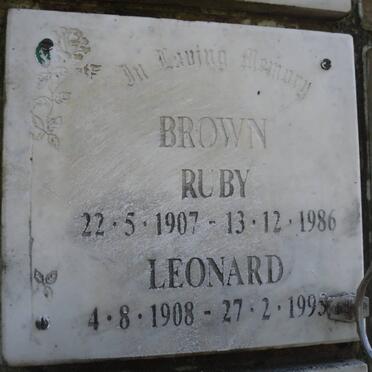 In Loving Memory
BROWN
RUBY
22·5·1907 - 13·12·1986
LEONARD
4·8·1908 - 27·2·1995